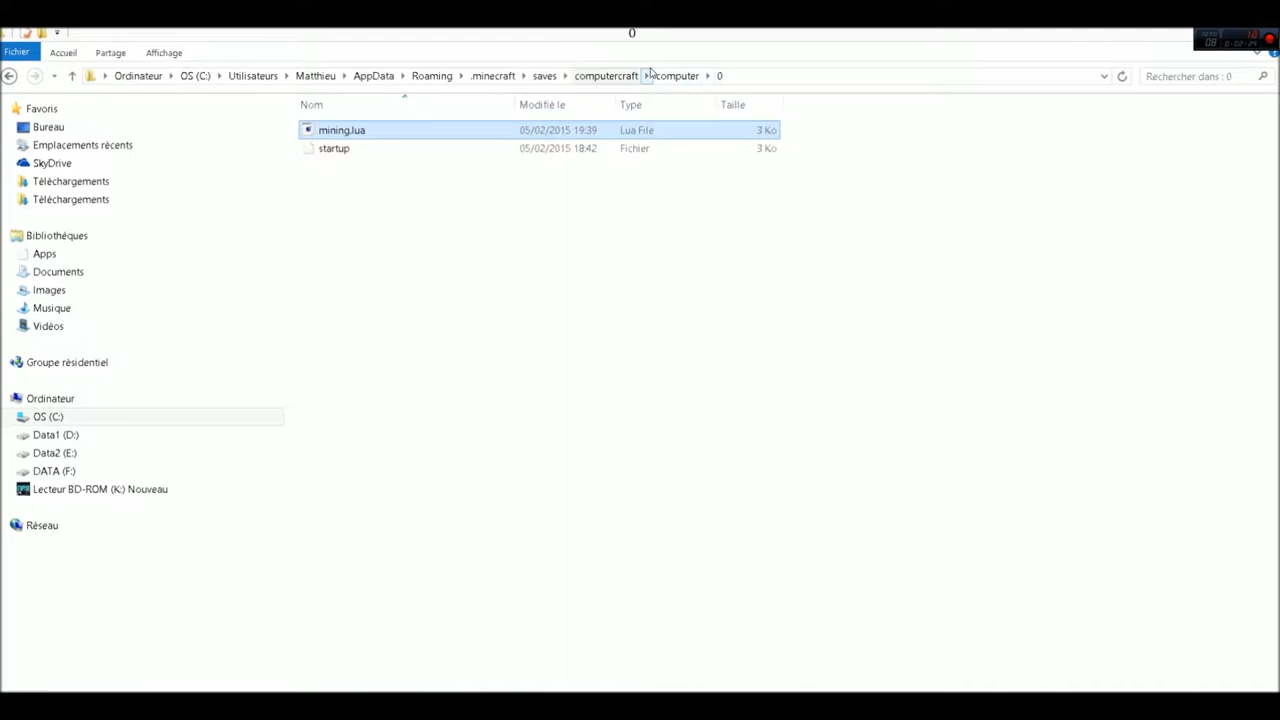 0
Fichier Accueil Partage Affichage
Ordinateur OS (C:) Utilisateurs Matthieu AppData Roaming .minecraft saves computercraft computer 0 Rechercher dans : 0
Nom Modifié le Type Taille
mining.lua 05/02/2015 19:39 Lua File 3 Ko
startup 05/02/2015 18:42 Fichier 3 Ko
Favoris
Bureau
Emplacements récents
SkyDrive
Téléchargements
Téléchargements
Bibliothèques
Apps
Documents
Images
Musique
Vidéos
Groupe résidentiel
Ordinateur
OS (C:)
Data1 (D:)
Data2 (E:)
DATA (F:)
Lecteur BD-ROM (K:) Nouveau
Réseau